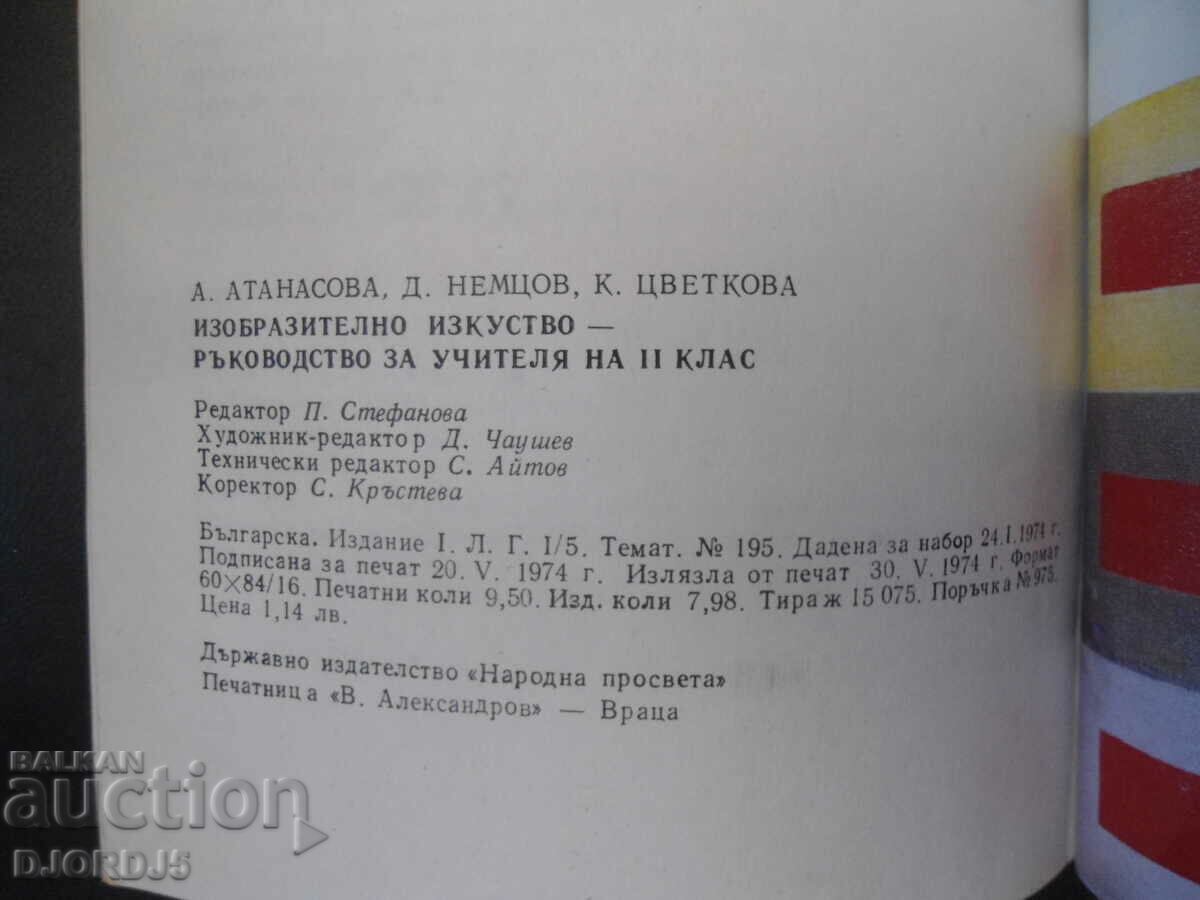 А. АТАНАСОВА, Д. НЕМЦОВ, К. ЦВЕТКОВА
ИЗОБРАЗИТЕЛНО ИЗКУСТВО —
РЪКОВОДСТВО ЗА УЧИТЕЛЯ НА II КЛАС
Редактор П. Стефанова
Художник-редактор Д. Чаушев
Технически редактор С. Айтов
Коректор С. Кръстева
Българска. Издание I. Л. Г. I/5. Темат. № 195. Дадена за набор 24.I.1974 г.
Подписана за печат 20. V. 1974 г. Излязла от печат 30. V. 1974 г. Формат
60×84/16. Печатни коли 9,50. Изд. коли 7,98. Тираж 15 075. Поръчка № 975.
Цена 1,14 лв.
Държавно издателство «Народна просвета»
Печатница «В. Александров» — Враца
BALKAN
auction
DJORDJ5